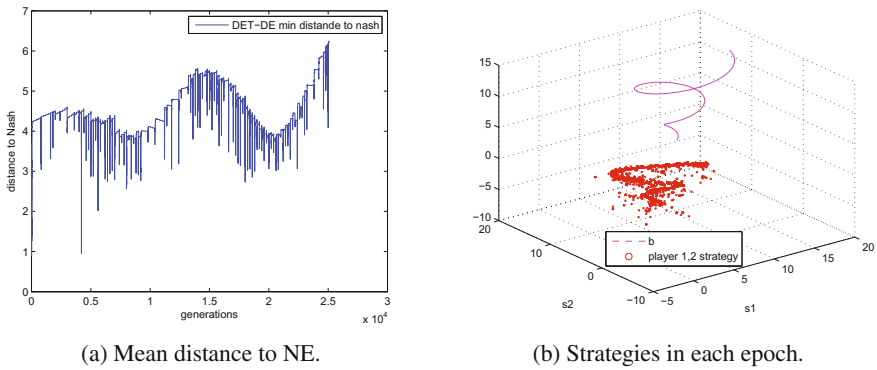 DET−DE min distande to nash
7
6
5
4
3
2
1
0
distance to Nash
0 0.5 1 1.5 2 2.5 3
x 10^4
generations
(a) Mean distance to NE.
15
10
5
0
−5
−10
20
10
0
−10
s2
−5 0 5 10 15 20
s1
b
player 1,2 strategy
(b) Strategies in each epoch.